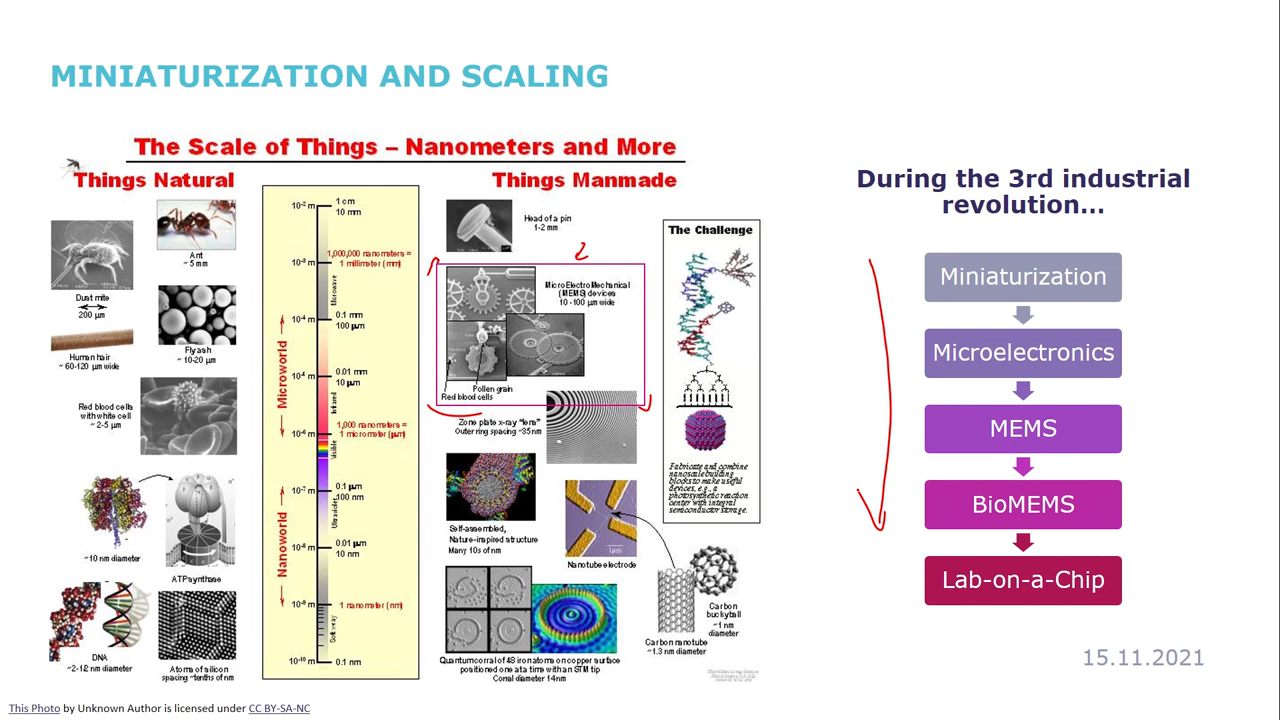 MINIATURIZATION AND SCALING
The Scale of Things – Nanometers and More
Things Natural
Things Manmade
Ant
~ 5 mm
Dust mite
200 µm
Human hair
~ 60-120 µm wide
Fly ash
~ 10-20 µm
Red blood cells
with white cell
~ 2-5 µm
~10 nm diameter
ATP synthase
DNA
~2-1/2 nm diameter
Atoms of silicon
spacing ~tenths of nm
10⁻² m
1 cm
10 mm
1,000,000 nanometers =
1 millimeter (mm)
10⁻³ m
Microwave
10⁻⁴ m
0.1 mm
100 µm
Microworld
10⁻⁴ m
0.01 mm
10 µm
Infrared
1,000 nanometers =
1 micrometer (µm)
10⁻⁶ m
Visible
10⁻⁷ m
0.1 µm
100 nm
Ultraviolet
Nanoworld
10⁻⁸ m
0.01 µm
10 nm
10⁻⁹ m
1 nanometer (nm)
Soft x-ray
10⁻¹⁰ m
0.1 nm
Head of a pin
1-2 mm
2
MicroElectroMechanical
(MEMS) devices
10 -100 µm wide
Pollen grain
Red blood cells
Zone plate x-ray "lens"
Outer ring spacing ~35 nm
Self-assembled,
Nature-inspired structure
Many 10s of nm
1µm
Nanotube electrode
Carbon
buckyball
~1 nm
diameter
Carbon nanotube
~1.3 nm diameter
Quantum corral of 48 iron atoms on copper surface
positioned one at a time with an STM tip
Corral diameter 14 nm
The Challenge
Fabricate and combine
nanoscale building
blocks to make useful
devices, e.g., a
photosynthetic reaction
center with integral
semiconductor storage.
During the 3rd industrial
revolution...
Miniaturization
Microelectronics
MEMS
BioMEMS
Lab-on-a-Chip
15.11.2021
This Photo by Unknown Author is licensed under CC BY-SA-NC